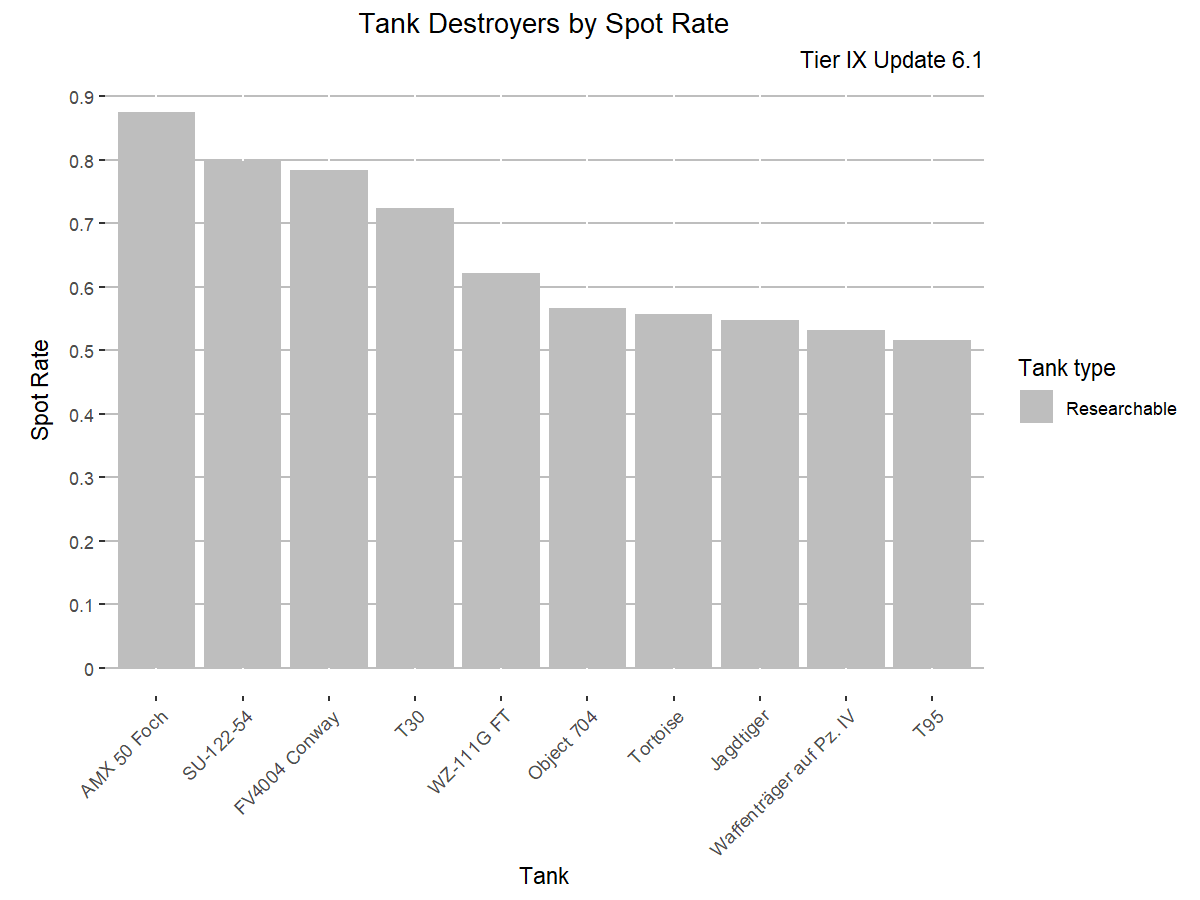 Tank Destroyers by Spot Rate
Tier IX Update 6.1
0.9
0.8
0.7
0.6
0.5
0.4
0.3
0.2
0.1
0
Spot Rate
AMX 50 Foch
SU-122-54
FV4004 Conway
T30
WZ-111G FT
Object 704
Tortoise
Jagdtiger
Waffenträger auf Pz. IV
T95
Tank
Tank type
Researchable